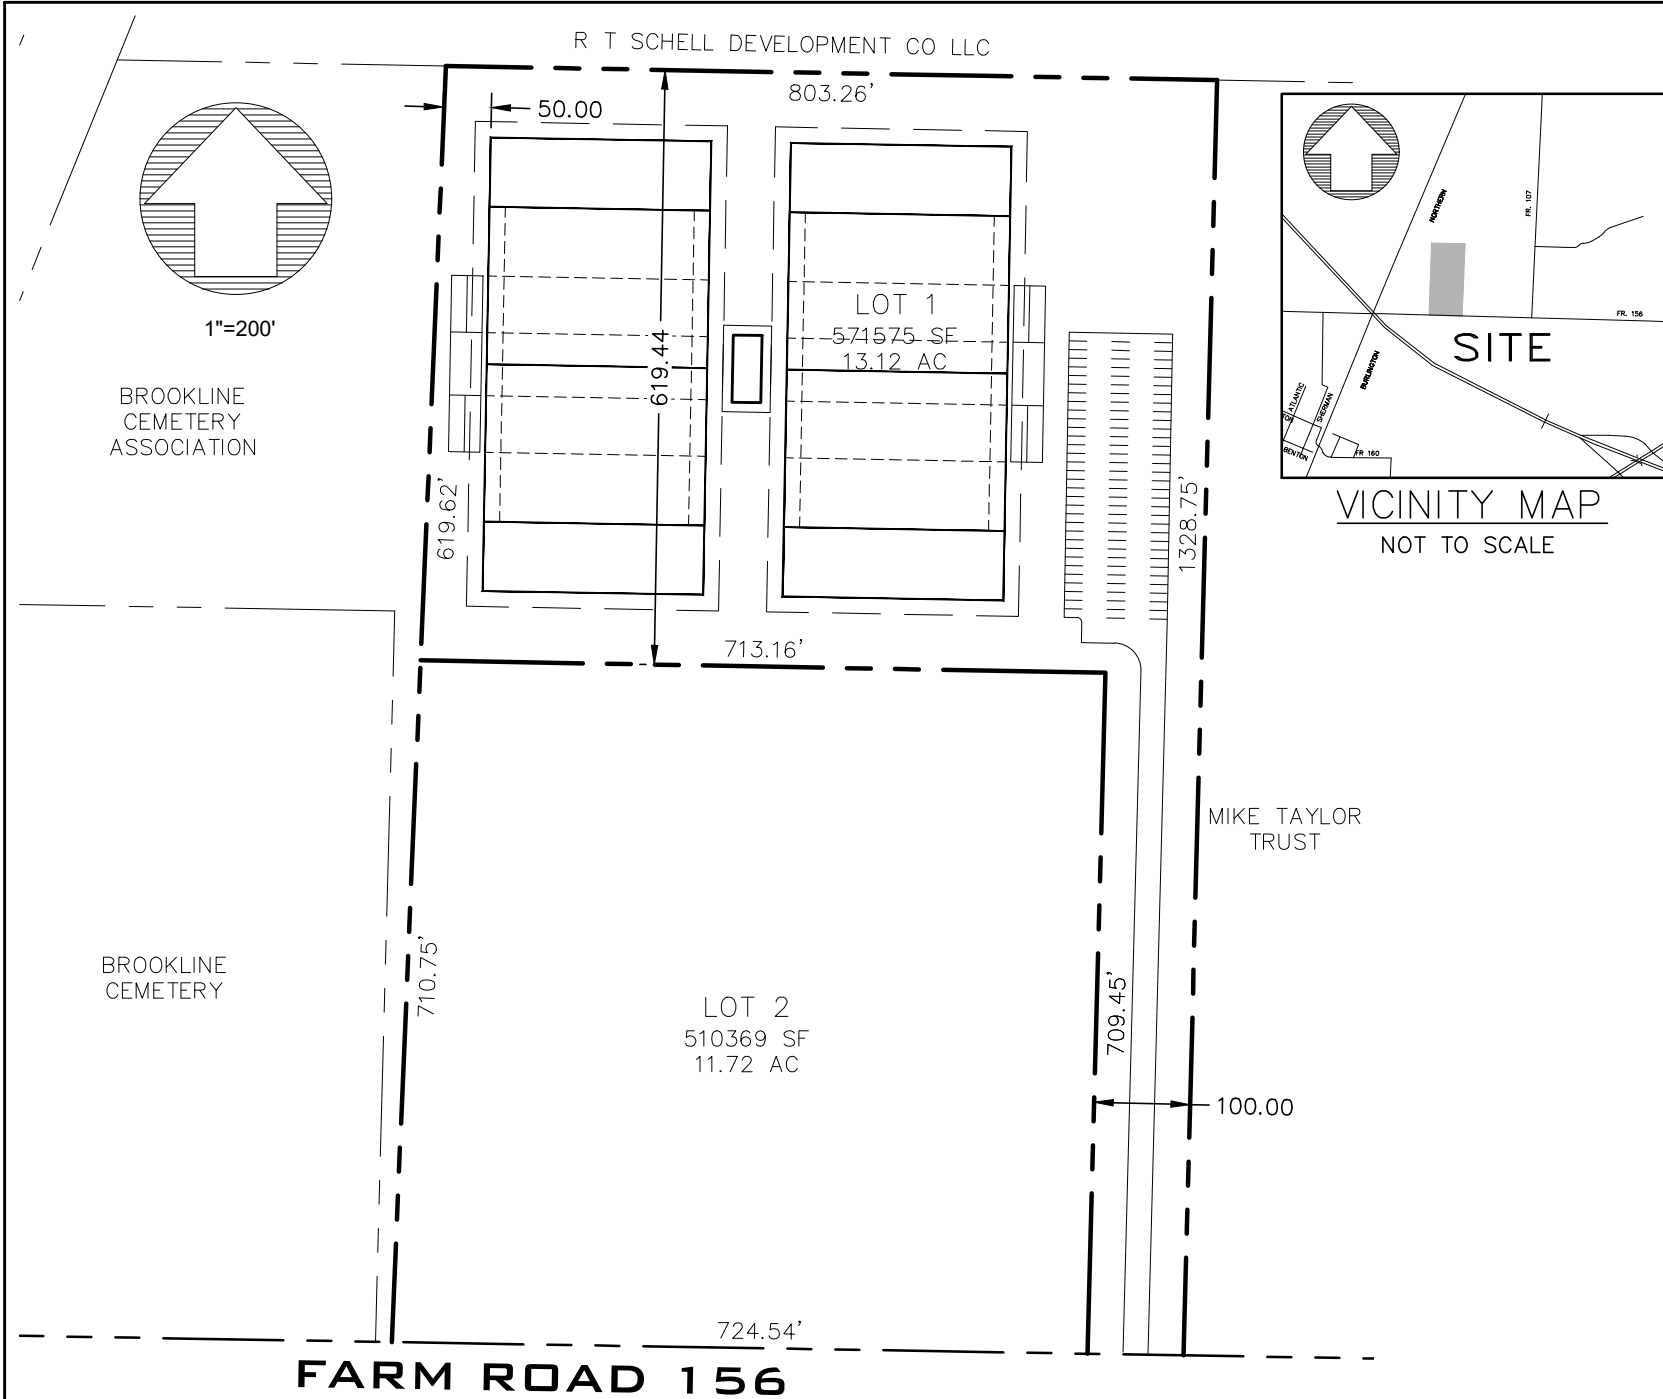 R T SCHELL DEVELOPMENT CO LLC
803.26'
50.00
1"=200'
BROOKLINE
CEMETERY
ASSOCIATION
619.44
LOT 1
571575 SF
13.12 AC
619.62'
1328.75'
713.16'
NORTHERN
FR. 107
FR. 156
SITE
BURLINGTON
ATLANTIC
SHERMAN
BENTON
FR 160
VICINITY MAP
NOT TO SCALE
MIKE TAYLOR
TRUST
BROOKLINE
CEMETERY
710.75'
LOT 2
510369 SF
11.72 AC
709.45'
100.00
724.54'
FARM ROAD 156